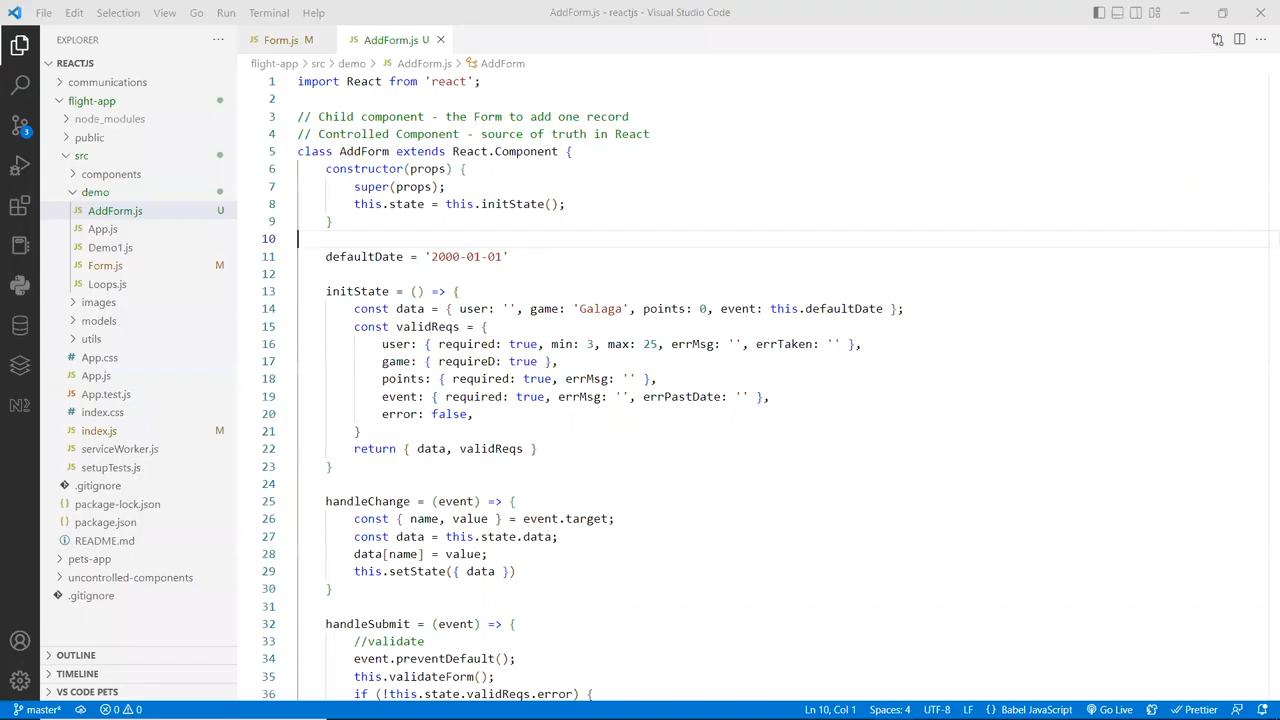 File Edit Selection View Go Run Terminal Help
AddForm.js - reactjs - Visual Studio Code
EXPLORER
REACTJS
communications
flight-app
node_modules
public
src
components
demo
JS AddForm.js U
JS App.js
JS Demo1.js
JS Form.js M
JS Loops.js
images
models
utils
# App.css
JS App.js
JS App.test.js
# index.css
JS index.js M
JS serviceWorker.js
JS setupTests.js
.gitignore
{} package-lock.json
{} package.json
README.md
pets-app
uncontrolled-components
.gitignore
OUTLINE
TIMELINE
VS CODE PETS
3
JS Form.js M
JS AddForm.js U
flight-app > src > demo > JS AddForm.js > AddForm
1 import React from 'react';
2
3 // Child component - the Form to add one record
4 // Controlled Component - source of truth in React
5 class AddForm extends React.Component {
6 constructor(props) {
7 super(props);
8 this.state = this.initState();
9 }
10
11 defaultDate = '2000-01-01'
12
13 initState = () => {
14 const data = { user: '', game: 'Galaga', points: 0, event: this.defaultDate };
15 const validReqs = {
16 user: { required: true, min: 3, max: 25, errMsg: '', errTaken: '' },
17 game: { requireD: true },
18 points: { required: true, errMsg: '' },
19 event: { required: true, errMsg: '', errPastDate: '' },
20 error: false,
21 }
22 return { data, validReqs }
23 }
24
25 handleChange = (event) => {
26 const { name, value } = event.target;
27 const data = this.state.data;
28 data[name] = value;
29 this.setState({ data })
30 }
31
32 handleSubmit = (event) => {
33 //validate
34 event.preventDefault();
35 this.validateForm();
36 if (!this.state.validReqs.error) {
master* 0 0
Ln 10, Col 1 Spaces: 4 UTF-8 LF {} Babel JavaScript Go Live Prettier